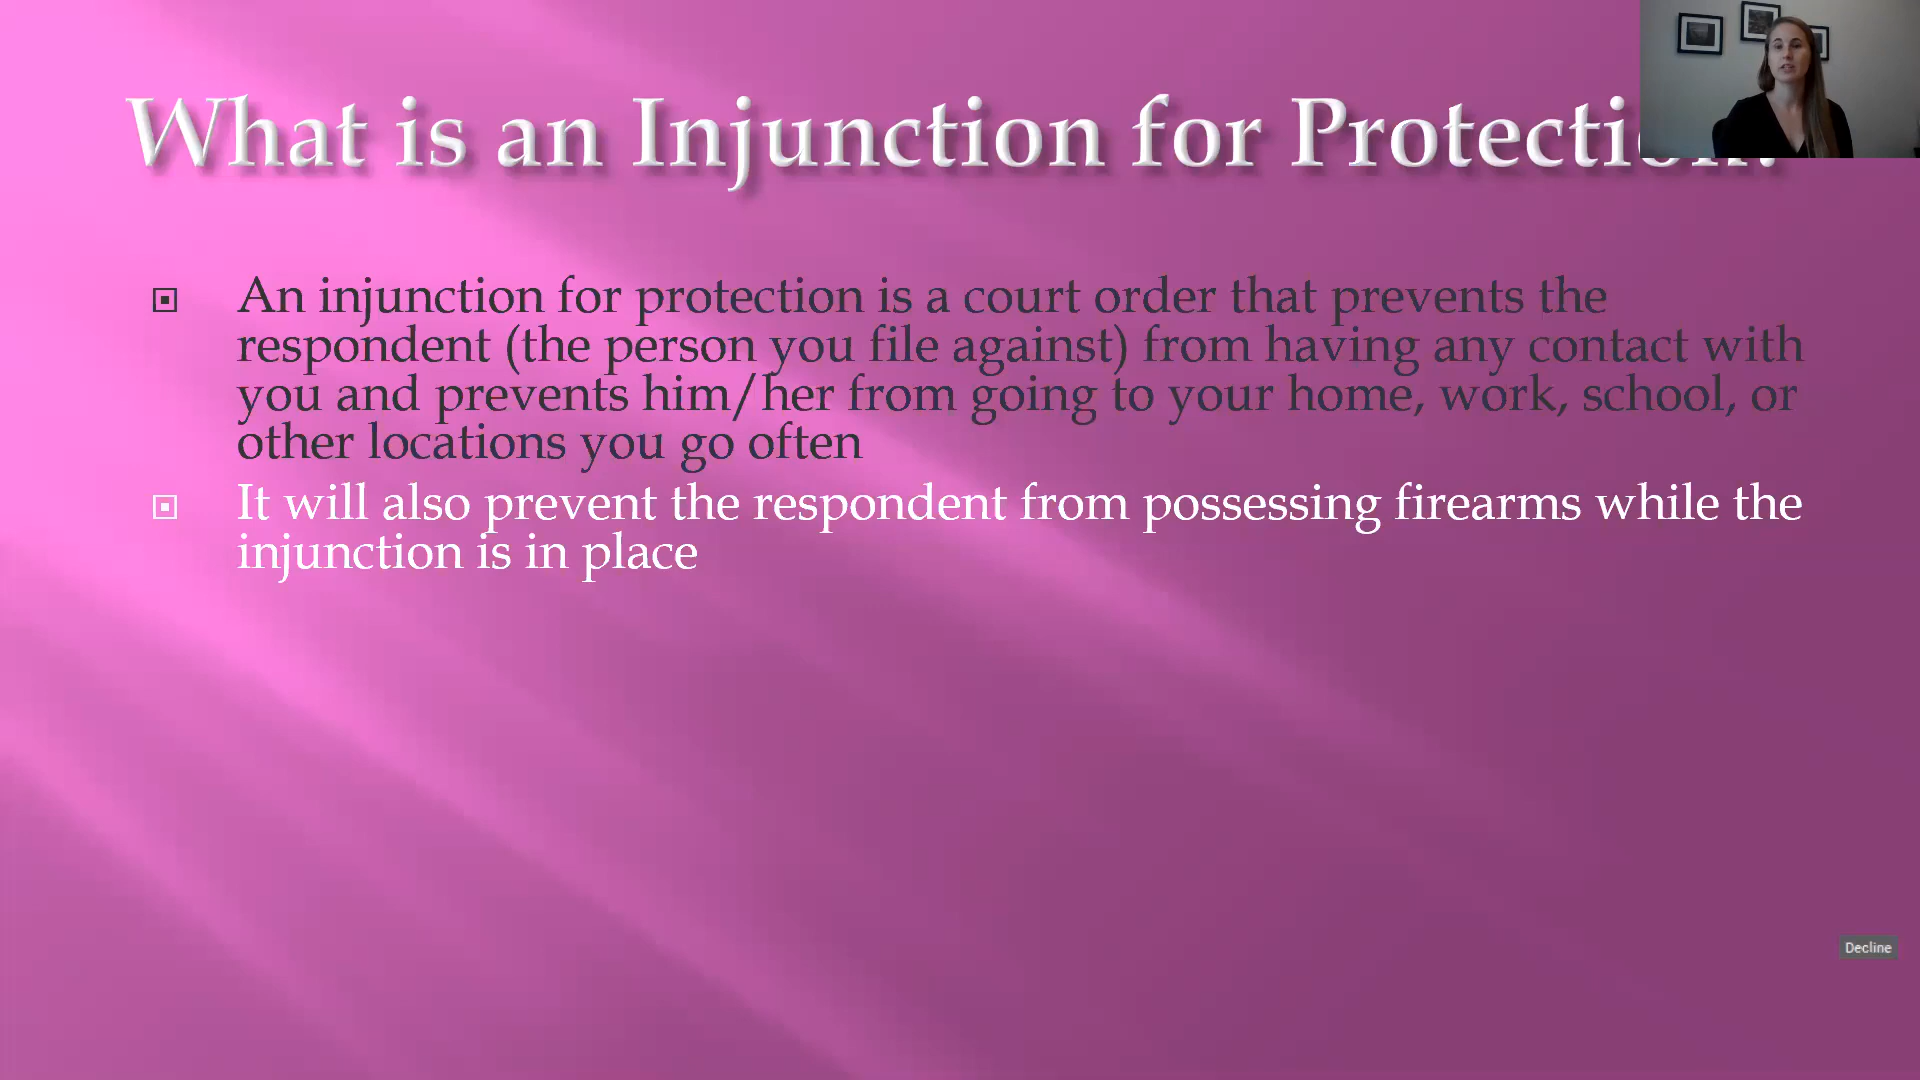 What is an Injunction for Protection?
An injunction for protection is a court order that prevents the
respondent (the person you file against) from having any contact with
you and prevents him/her from going to your home, work, school, or
other locations you go often
It will also prevent the respondent from possessing firearms while the
injunction is in place
Decline